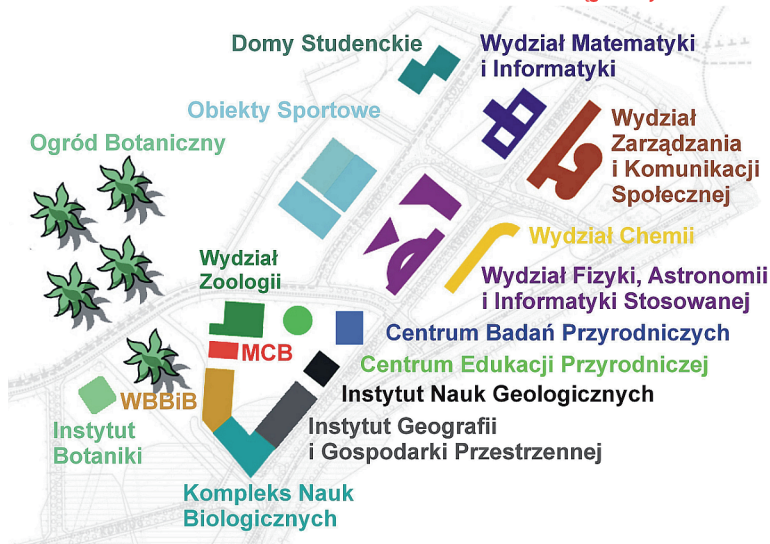 Domy Studenckie
Wydział Matematyki
i Informatyki
Obiekty Sportowe
Wydział
Zarządzania
i Komunikacji
Społecznej
Ogród Botaniczny
Wydział Chemii
Wydział
Zoologii
Wydział Fizyki, Astronomii
i Informatyki Stosowanej
Centrum Badań Przyrodniczych
MCB
Centrum Edukacji Przyrodniczej
Instytut Nauk Geologicznych
WBBiB
Instytut
Botaniki
Instytut Geografii
i Gospodarki Przestrzennej
Kompleks Nauk
Biologicznych